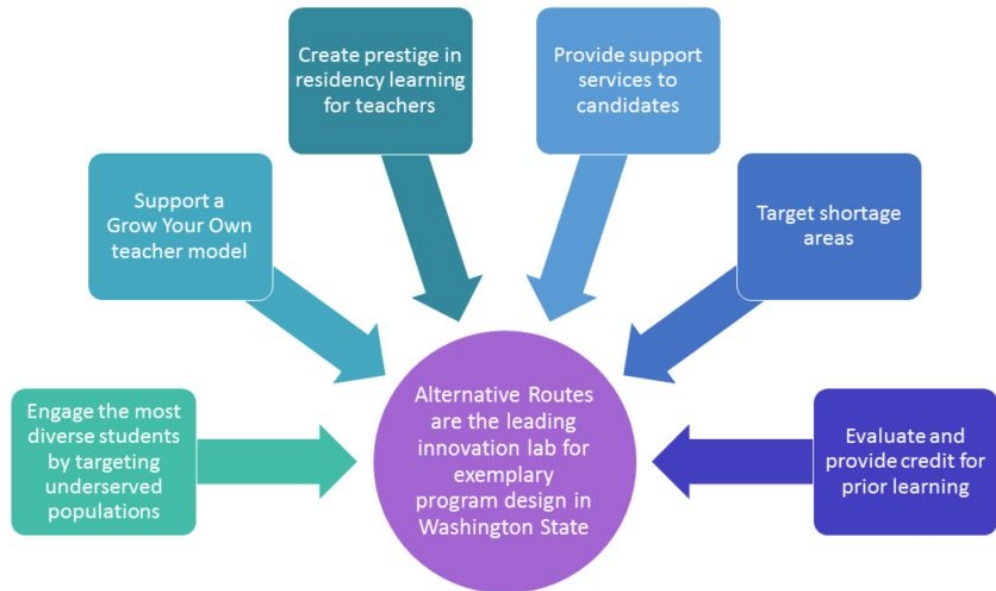 Create prestige in
residency learning
for teachers
Provide support
services to
candidates
Support a
Grow Your Own
teacher model
Target shortage
areas
Engage the most
diverse students
by targeting
underserved
populations
Alternative Routes
are the leading
innovation lab for
exemplary
program design in
Washington State
Evaluate and
provide credit for
prior learning